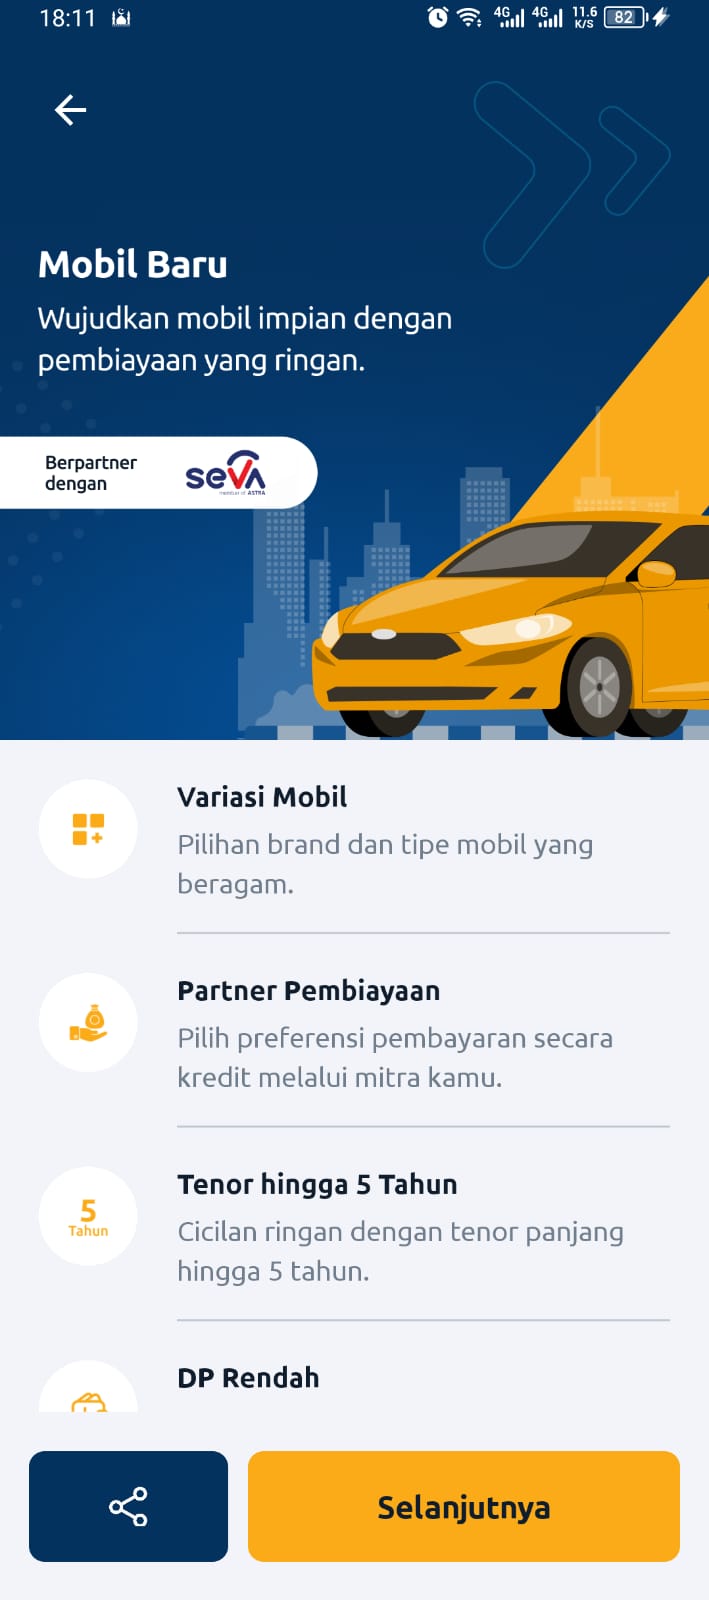 18:11
4G 4G 11.6 K/S 82
Mobil Baru
Wujudkan mobil impian dengan
pembiayaan yang ringan.
Berpartner
dengan
seVA
member of ASTRA
Variasi Mobil
Pilihan brand dan tipe mobil yang
beragam.
Partner Pembiayaan
Pilih preferensi pembayaran secara
kredit melalui mitra kamu.
5
Tahun
Tenor hingga 5 Tahun
Cicilan ringan dengan tenor panjang
hingga 5 tahun.
DP Rendah
Selanjutnya